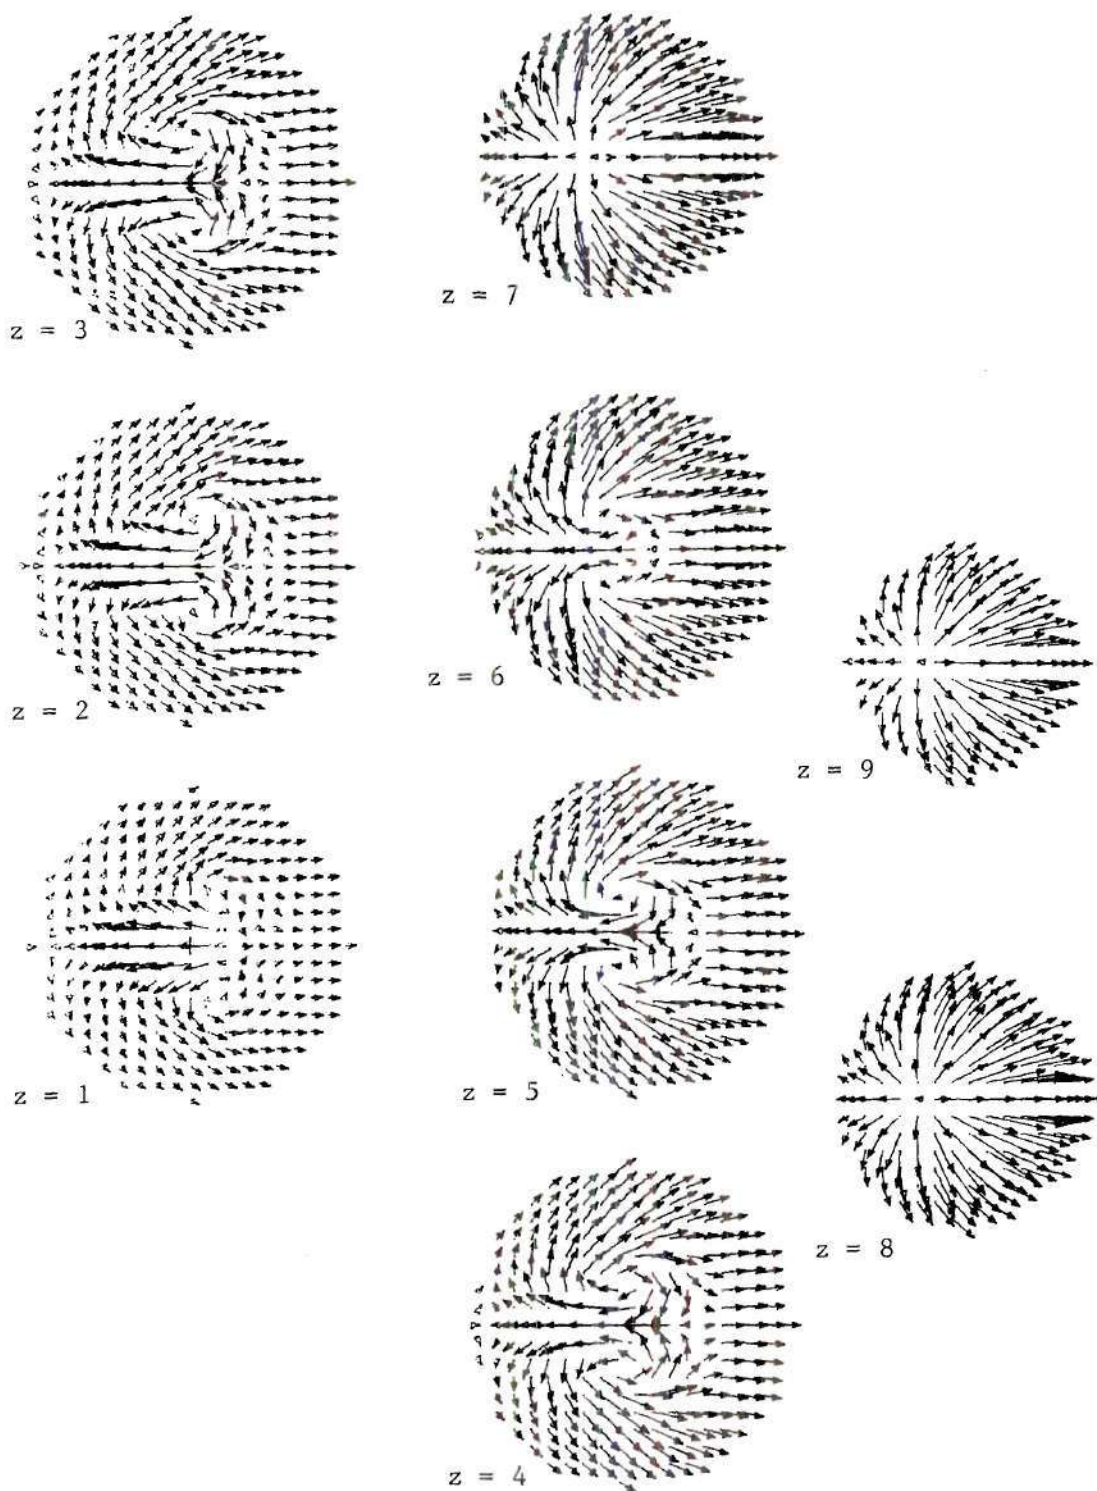 z = 3
z = 7
z = 2
z = 6
z = 9
z = 1
z = 5
z = 8
z = 4